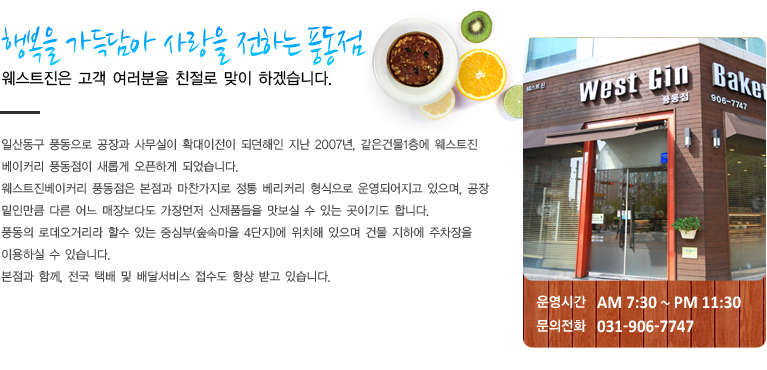 행복을 가득담아 사랑을 전하는 풍동점
웨스트진은 고객 여러분을 친절로 맞이 하겠습니다.
일산동구 풍동으로 공장과 사무실이 확대이전이 되면해인 지난 2007년, 같은건물1층에 웨스트진
베이커리 풍동점이 새롭게 오픈하게 되었습니다.
웨스트진베이커리 풍동점은 본점과 마찬가지로 정통 베리커리 형식으로 운영되어지고 있으며, 공장
밑인만큼 다른 어느 매장보다도 가장먼저 신제품들을 맛보실 수 있는 곳이기도 합니다.
풍동의 로데오거리라 할수 있는 중심부(숲속마을 4단지)에 위치해 있으며 건물 지하에 주차장을
이용하실 수 있습니다.
본점과 함께, 전국 택배 및 배달서비스 접수도 항상 받고 있습니다.
웨스트진 West Gin Baker
풍동점 906-7747
운영시간 AM 7:30 ~ PM 11:30
문의전화 031-906-7747